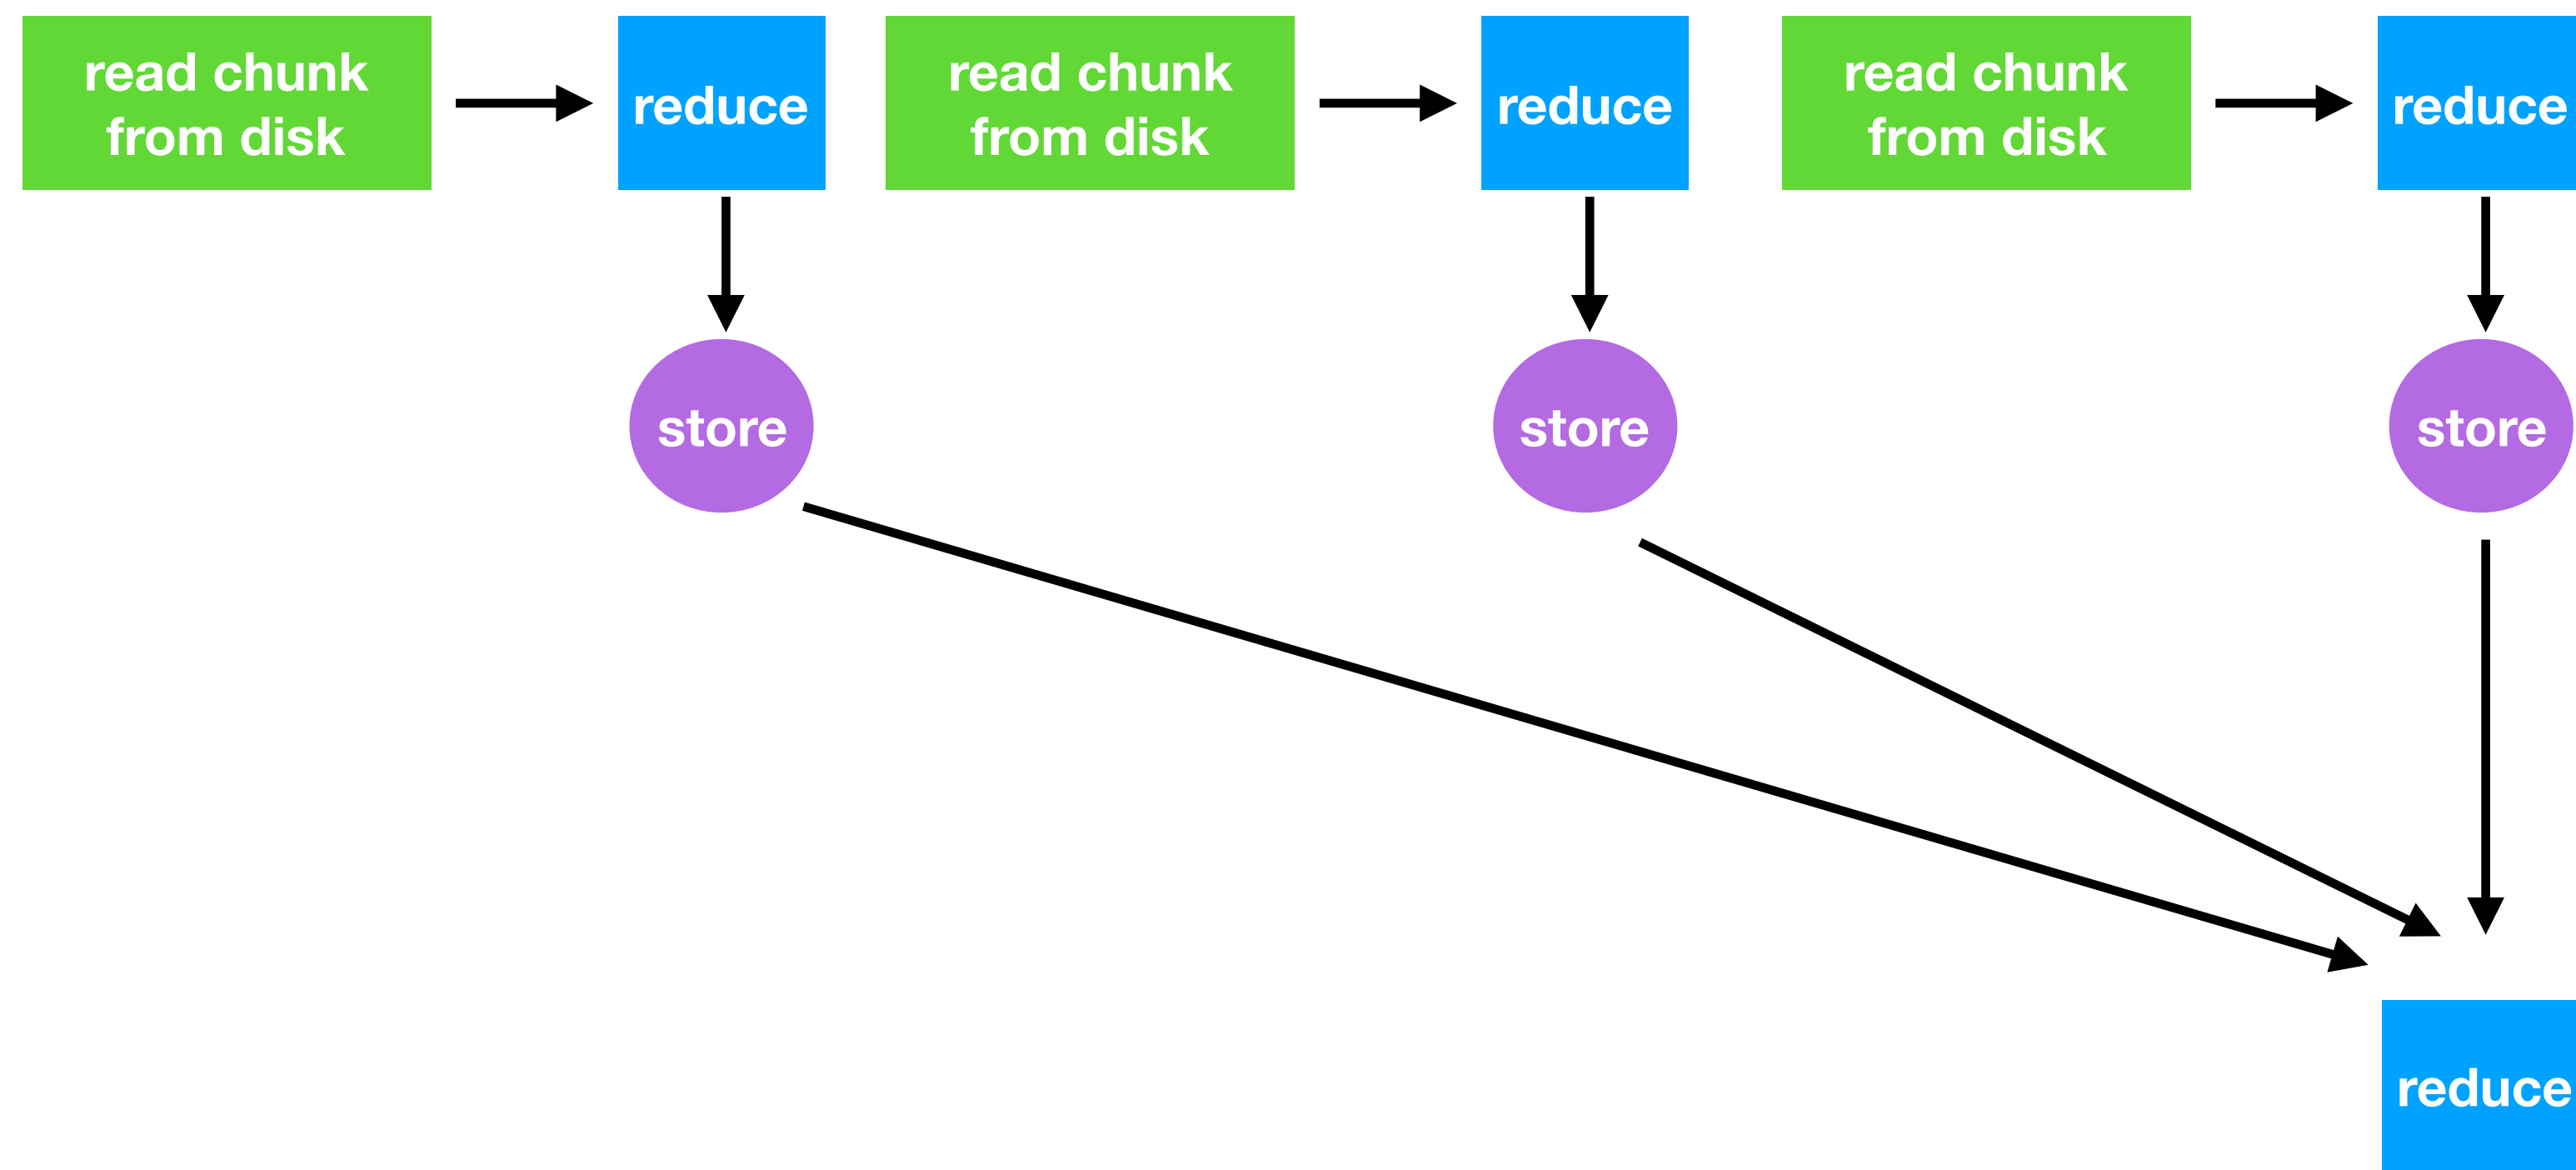 read chunk
from disk
reduce
read chunk
from disk
reduce
read chunk
from disk
reduce
store
store
store
reduce